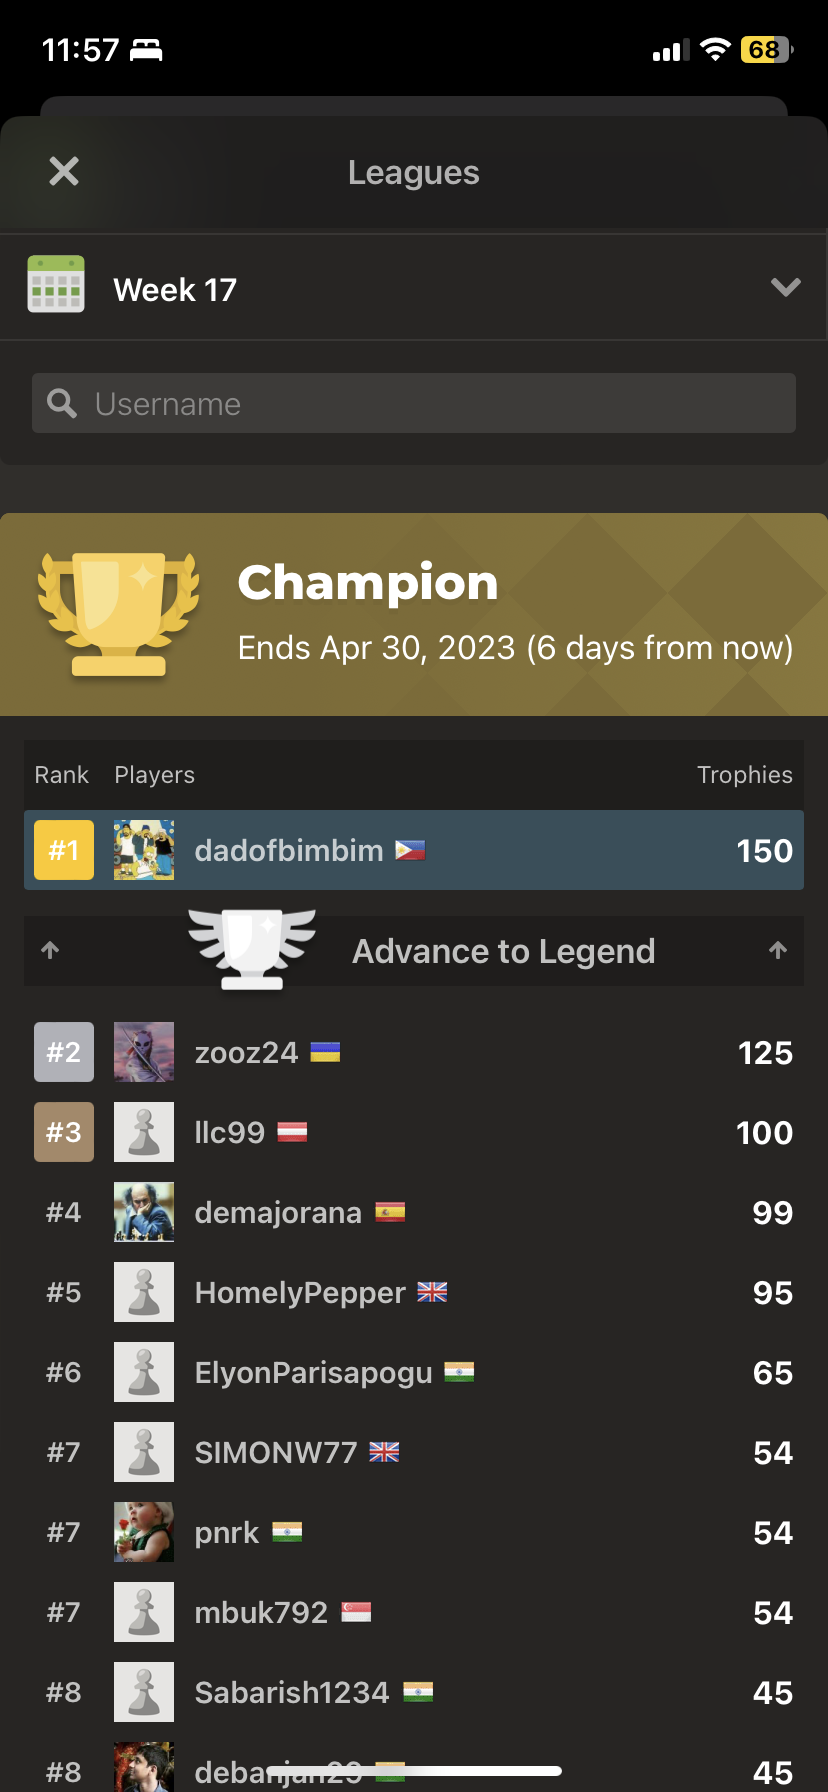 11:57
68
Leagues
Week 17
Username
Champion
Ends Apr 30, 2023 (6 days from now)
Rank Players Trophies
#1 dadofbimbim 150
Advance to Legend
#2 zooz24 125
#3 llc99 100
#4 demajorana 99
#5 HomelyPepper 95
#6 ElyonParisapogu 65
#7 SIMONW77 54
#7 pnrk 54
#7 mbuk792 54
#8 Sabarish1234 45
#8 debanjan29 45